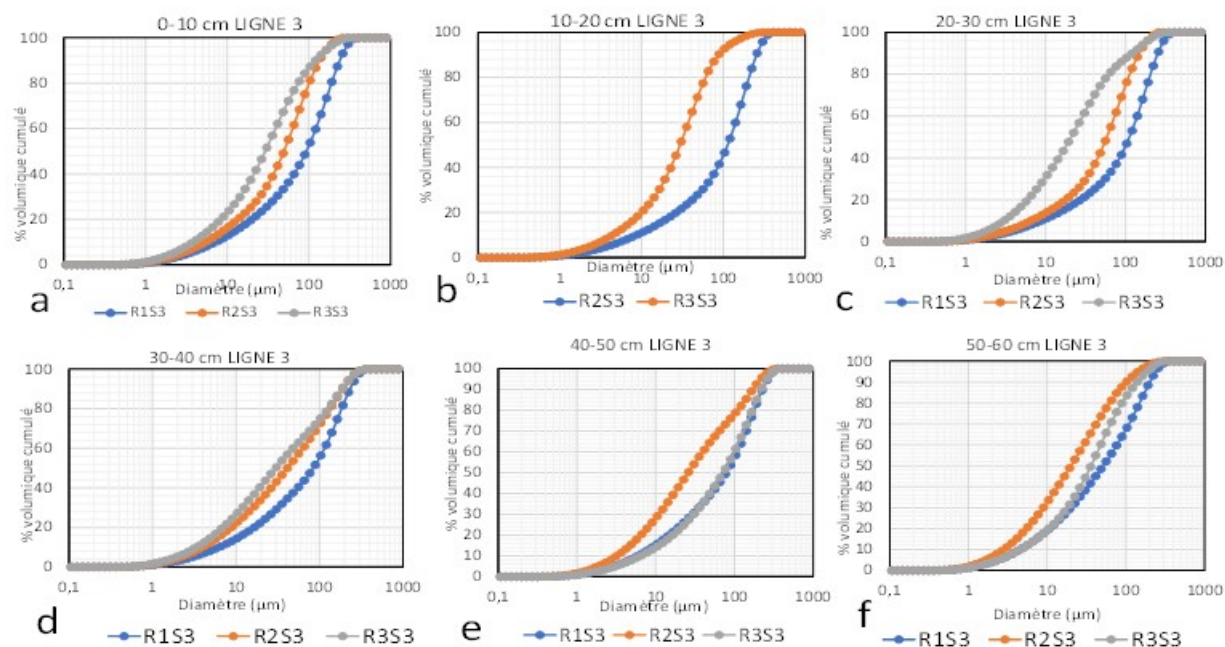 0-10 cm LIGNE 3
% volumique cumulé
100
80
60
40
20
0
0,1 1 10 100 1000
Diamètre (µm)
a
R1S3 R2S3 R3S3
10-20 cm LIGNE 3
% volumique cumulé
100
80
60
40
20
0
0,1 1 10 100 1000
Diamètre (µm)
b
R2S3 R3S3
20-30 cm LIGNE 3
% volumique cumulé
100
80
60
40
20
0
0,1 1 10 100 1000
Diamètre (µm)
c
R1S3 R2S3 R3S3
30-40 cm LIGNE 3
% volumique cumulé
100
80
60
40
20
0
0,1 1 10 100 1000
Diamètre (µm)
d
R1S3 R2S3 R3S3
40-50 cm LIGNE 3
% volumique cumulé
100
90
80
70
60
50
40
30
20
10
0
0,1 1 10 100 1000
Diamètre (µm)
e
R1S3 R2S3 R3S3
50-60 cm LIGNE 3
% volumique cumulé
100
90
80
70
60
50
40
30
20
10
0
0,1 1 10 100 1000
Diamètre (µm)
f
R1S3 R2S3 R3S3